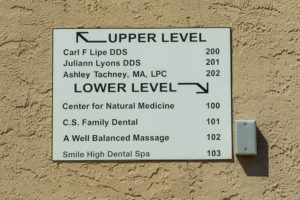 UPPER LEVEL
Carl F Lipe DDS 200
Juliann Lyons DDS 201
Ashley Tachney, MA, LPC 202
LOWER LEVEL
Center for Natural Medicine 100
C.S. Family Dental 101
A Well Balanced Massage 102
Smile High Dental Spa 103